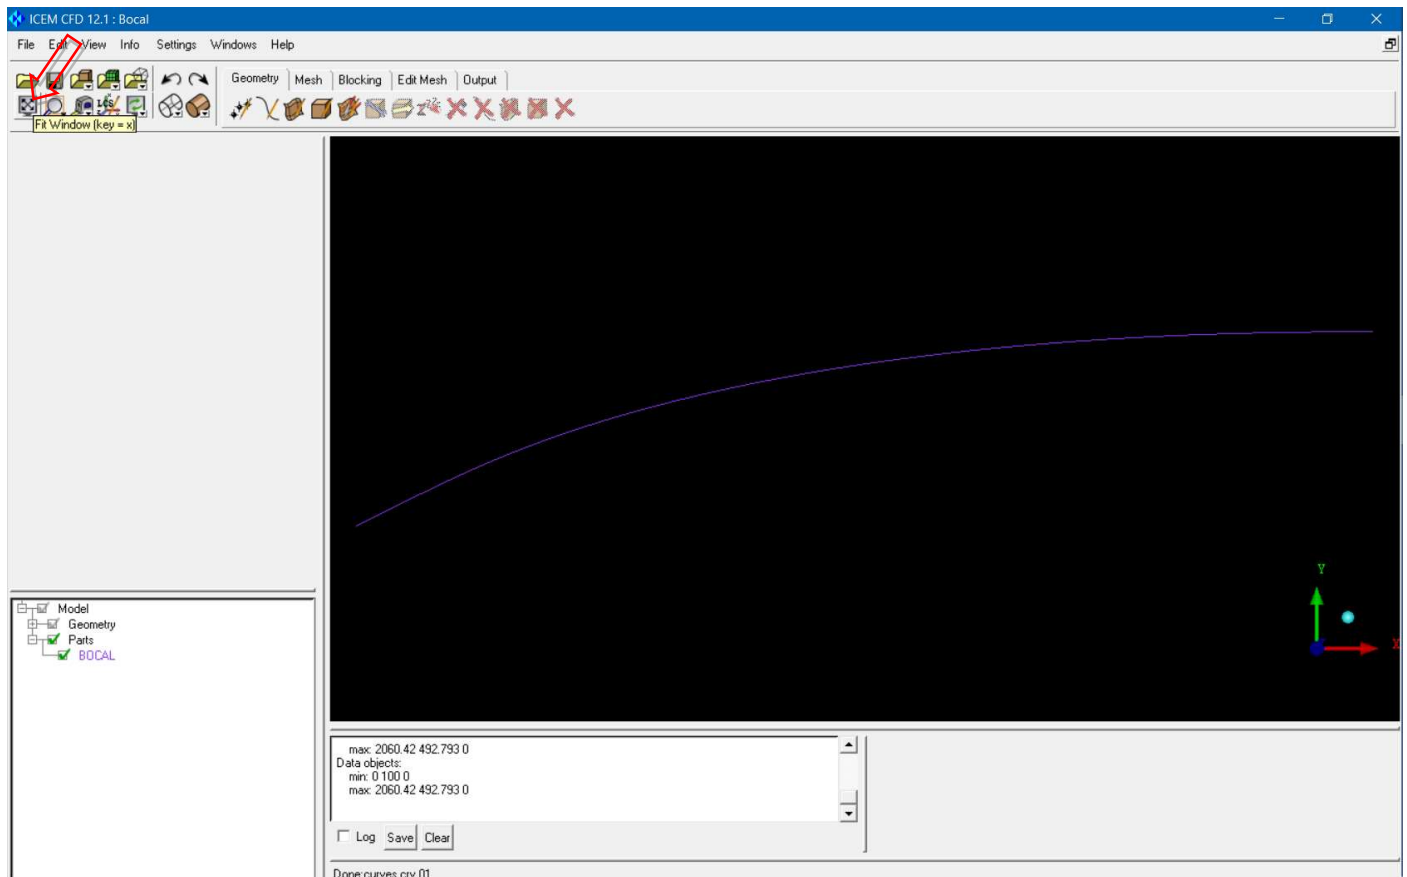 ICEM CFD 12.1 : Bocal
File Edit View Info Settings Windows Help
Geometry Mesh Blocking Edit Mesh Output
LCS
Fit Window (key = x)
Y
X
Model
Geometry
Parts
BOCAL
max: 2060.42 492.793 0
Data objects:
min: 0 100 0
max: 2060.42 492.793 0
Log Save Clear
Done:curves crv.01